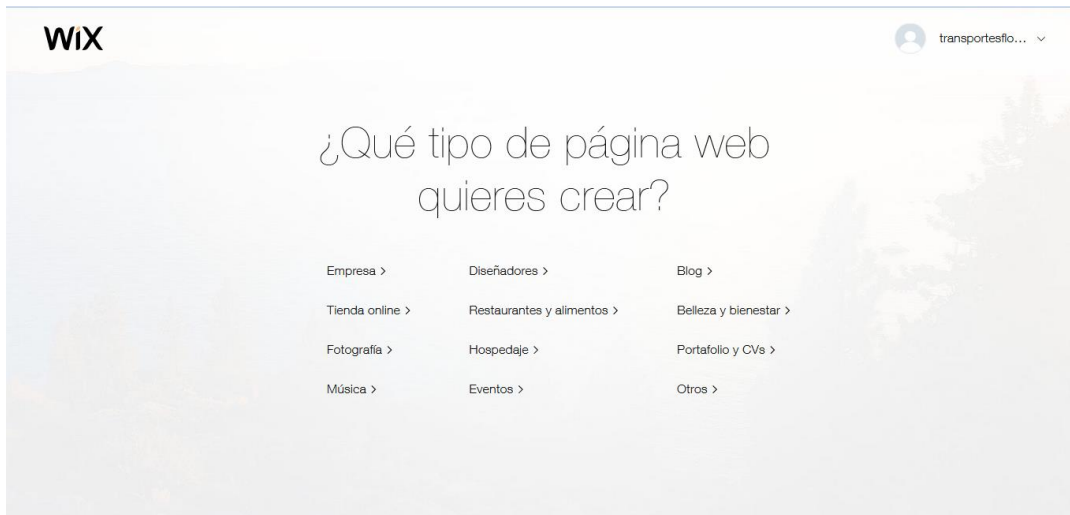 WiX
transportesflo...
¿Qué tipo de página web
quieres crear?
Empresa >
Diseñadores >
Blog >
Tienda online >
Restaurantes y alimentos >
Belleza y bienestar >
Fotografía >
Hospedaje >
Portafolio y CVs >
Música >
Eventos >
Otros >